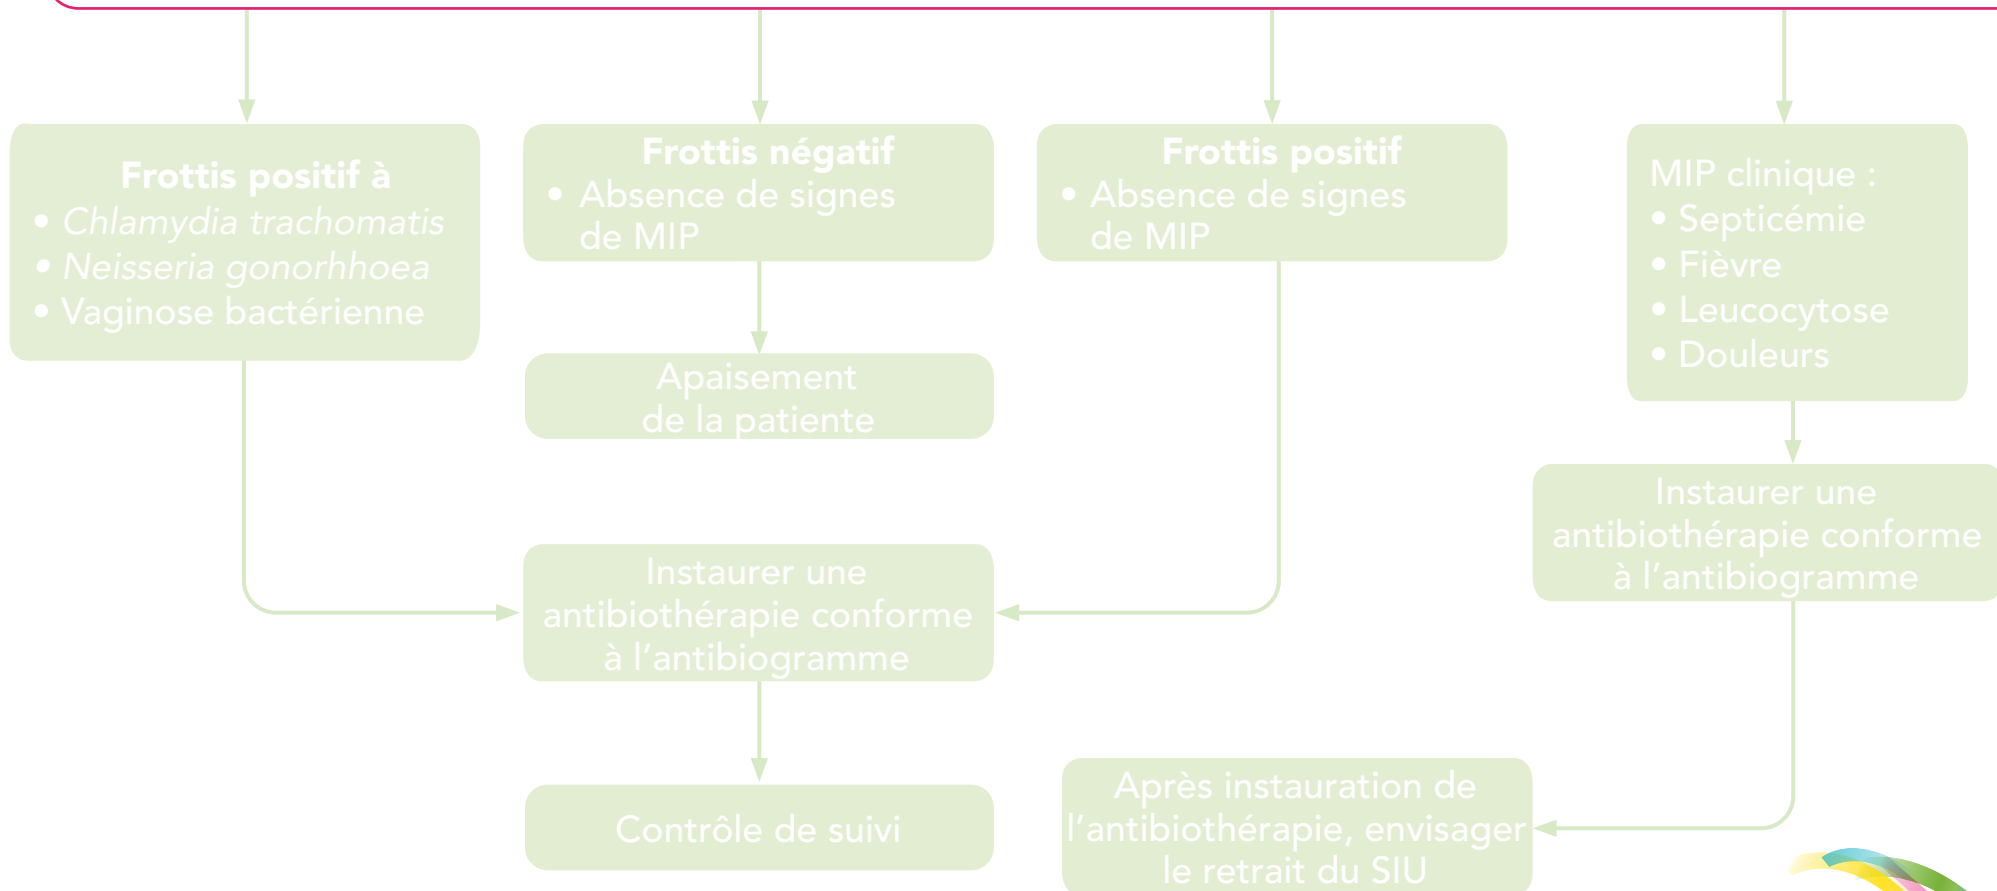 Frottis positif à
• Chlamydia trachomatis
• Neisseria gonorhhoea
• Vaginose bactérienne
Frottis négatif
• Absence de signes
de MIP
Frottis positif
• Absence de signes
de MIP
MIP clinique :
• Septicémie
• Fièvre
• Leucocytose
• Douleurs
Apaisement
de la patiente
Instaurer une
antibiothérapie conforme
à l’antibiogramme
Instaurer une
antibiothérapie conforme
à l’antibiogramme
Contrôle de suivi
Après instauration de
l’antibiothérapie, envisager
le retrait du SIU